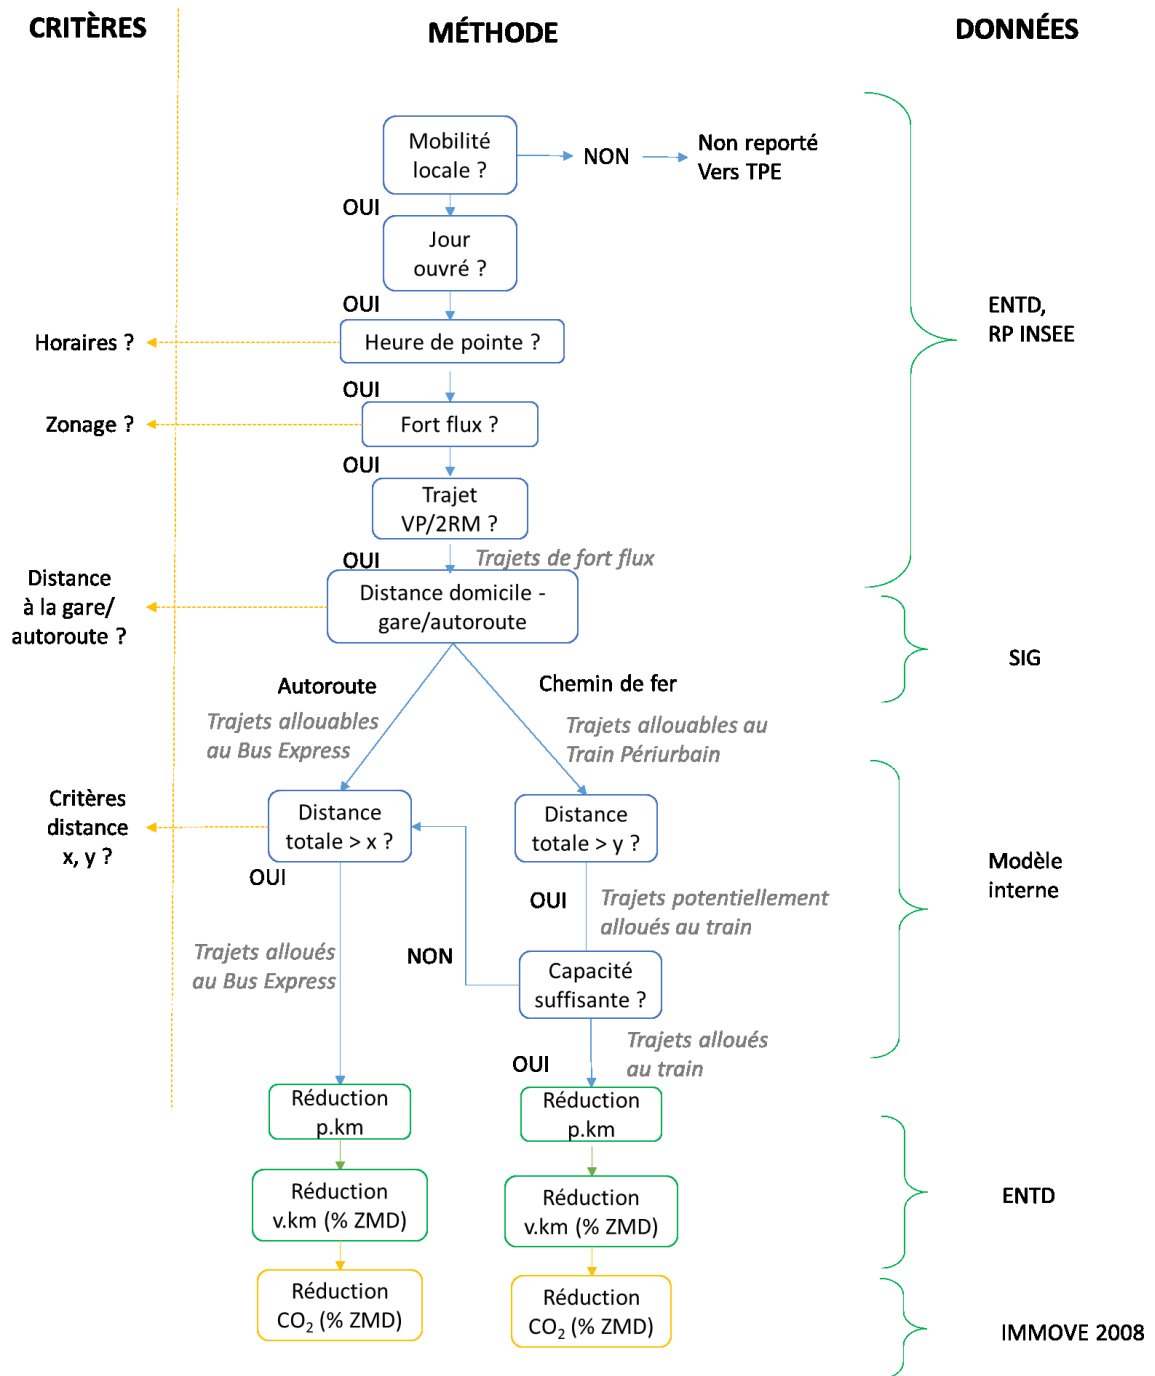 CRITÈRES
MÉTHODE
DONNÉES
Mobilité
locale ?
NON
Non reporté
Vers TPE
OUI
Jour
ouvré ?
OUI
Horaires ?
Heure de pointe ?
ENTD,
RP INSEE
OUI
Zonage ?
Fort flux ?
OUI
Trajet
VP/2RM ?
OUI
Trajets de fort flux
Distance
à la gare/
autoroute ?
Distance domicile -
gare/autoroute
SIG
Autoroute
Chemin de fer
Trajets allouables
au Bus Express
Trajets allouables au
Train Périurbain
Critères
distance
x, y ?
Distance
totale > x ?
Distance
totale > y ?
Modèle
interne
OUI
OUI
Trajets potentiellement
alloués au train
Trajets alloués
au Bus Express
NON
Capacité
suffisante ?
Trajets alloués
au train
OUI
Réduction
p.km
Réduction
p.km
Réduction
v.km (% ZMD)
Réduction
v.km (% ZMD)
ENTD
Réduction
CO₂ (% ZMD)
Réduction
CO₂ (% ZMD)
IMMOVE 2008